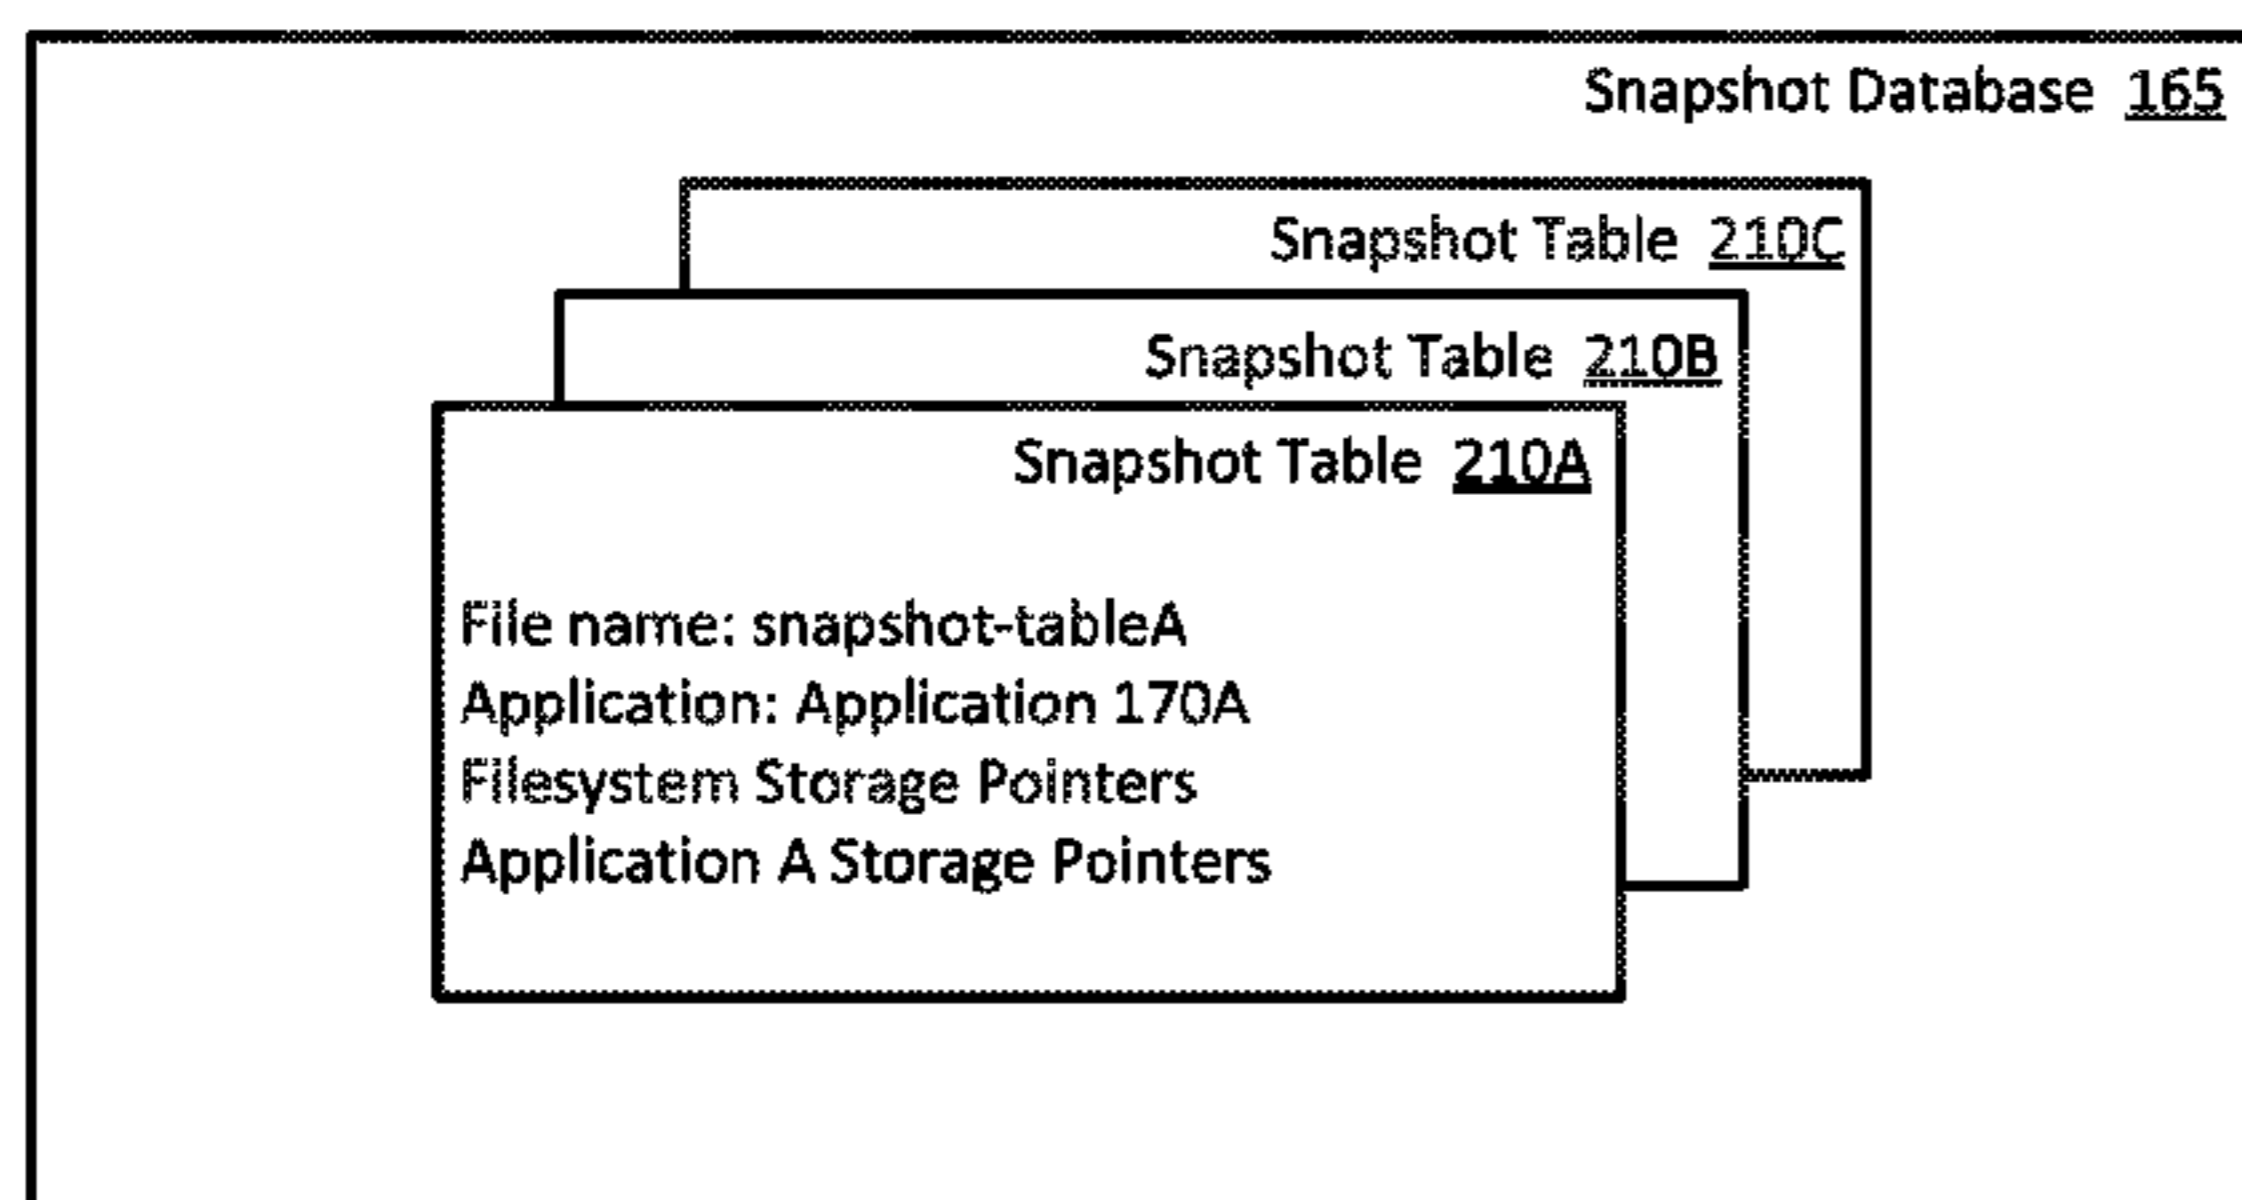 Snapshot Database 165
Snapshot Table 210C
Snapshot Table 210B
Snapshot Table 210A
File name: snapshot-tableA
Application: Application 170A
Filesystem Storage Pointers
Application A Storage Pointers